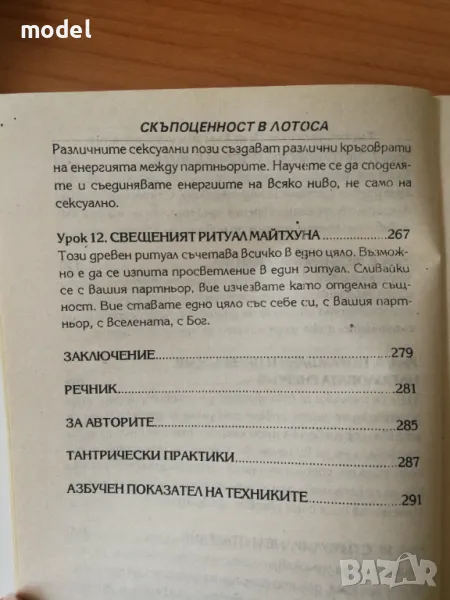 model
СКЪПОЦЕННОСТ В ЛОТОСА
Различните сексуални пози създават различни кръговрати
на енергията между партньорите. Научете се да споделя-
те и съединявате енергиите на всяко ниво, не само на
сексуално.
Урок 12. СВЕЩЕНИЯТ РИТУАЛ МАЙТХУНА 267
Този древен ритуал съчетава всичко в едно цяло. Възмож-
но е да се изпита просветление в един ритуал. Сливайки
се с Вашия партньор, вие изчезвате като отделна същ-
ност. Вие ставате едно цяло със себе си, с Вашия парт-
ньор, с Вселената, с Бог.
ЗАКЛЮЧЕНИЕ 279
РЕЧНИК 281
ЗА АВТОРИТЕ 285
ТАНТРИЧЕСКИ ПРАКТИКИ 287
АЗБУЧЕН ПОКАЗАТЕЛ НА ТЕХНИКИТЕ 291
BAZAR